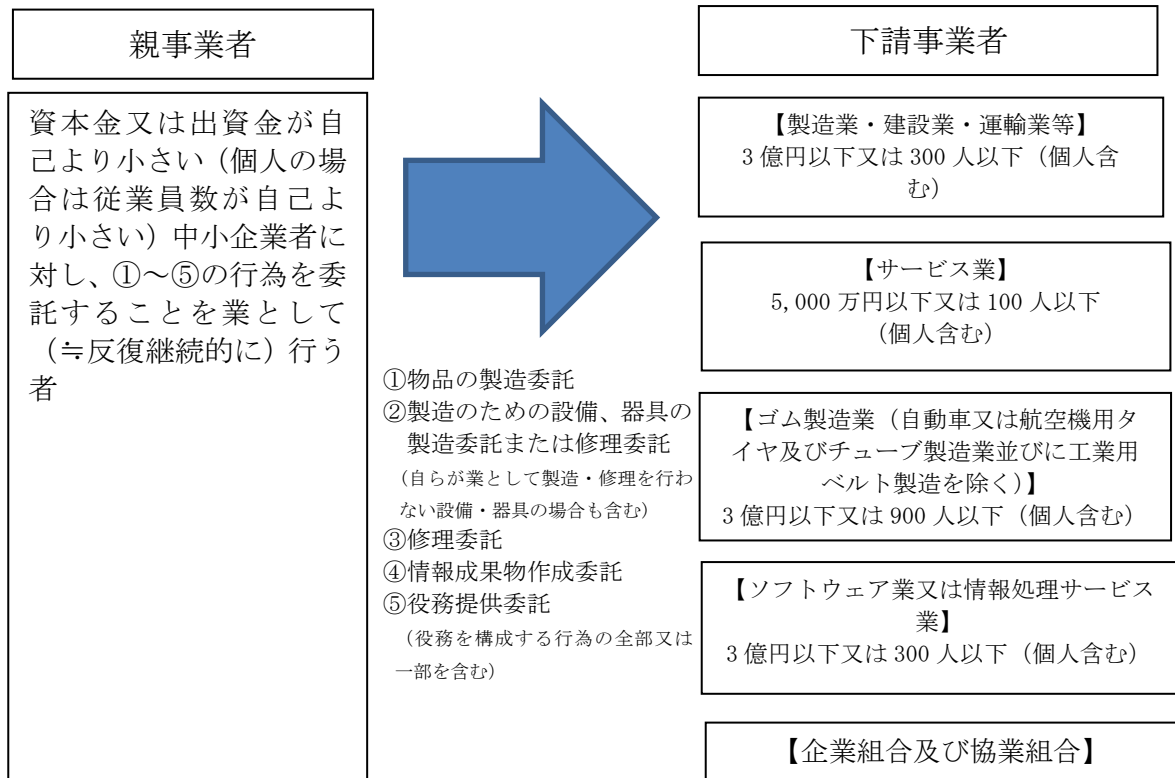 親事業者
資本金又は出資金が自
己より小さい（個人の場
合は従業員数が自己よ
り小さい）中小企業者に
対し、①～⑤の行為を委
託することを業として
（≒反復継続的に）行う
者
①物品の製造委託
②製造のための設備、器具の
製造委託または修理委託
（自らが業として製造・修理を行わ
ない設備・器具の場合も含む）
③修理委託
④情報成果物作成委託
⑤役務提供委託
（役務を構成する行為の全部又は
一部を含む）
下請事業者
【製造業・建設業・運輸業等】
3億円以下又は300人以下（個人含
む）
【サービス業】
5,000万円以下又は100人以下
（個人含む）
【ゴム製造業（自動車又は航空機用タ
イヤ及びチューブ製造業並びに工業用
ベルト製造を除く）】
3億円以下又は900人以下（個人含む）
【ソフトウェア業又は情報処理サービス
業】
3億円以下又は300人以下（個人含む）
【企業組合及び協業組合】